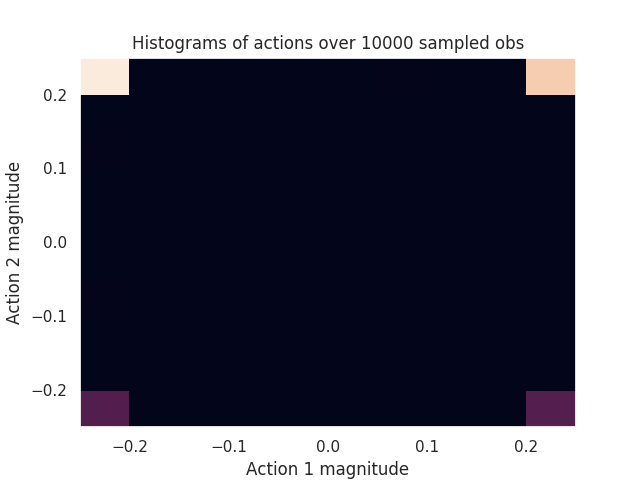 Histograms of actions over 10000 sampled obs
0.2
0.1
0.0
−0.1
−0.2
Action 2 magnitude
−0.2 −0.1 0.0 0.1 0.2
Action 1 magnitude